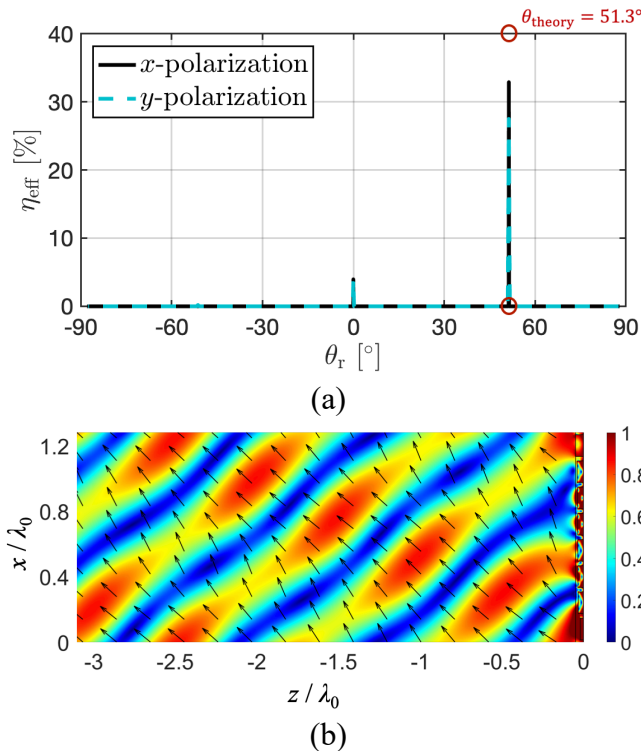 θtheory = 51.3°
40
30
20
10
0
ηeff [%]
x-polarization
y-polarization
-90 -60 -30 0 30 60 90
θr [°]
(a)
1.2
0.8
0.4
0
x / λ0
1
0.8
0.6
0.4
0.2
0
-3 -2.5 -2 -1.5 -1 -0.5 0
z / λ0
(b)